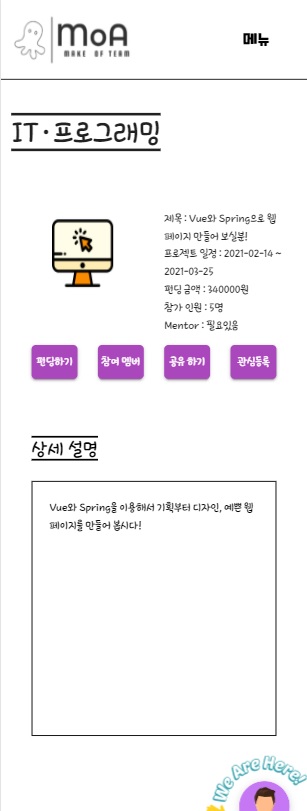 MoA
MAKE OF TEAM
메뉴
IT·프로그래밍
제목 : Vue와 Spring으로 웹
페이지 만들어 보실분!
프로젝트 일정 : 2021-02-14 ~
2021-03-25
펀딩 금액 : 340000원
참가 인원 : 5명
Mentor : 필요있음
펀딩하기
참여 멤버
공유 하기
관심등록
상세 설명
Vue와 Spring을 이용해서 기획부터 디자인, 예쁜 웹
페이지를 만들어 봅시다!
We Are Here!